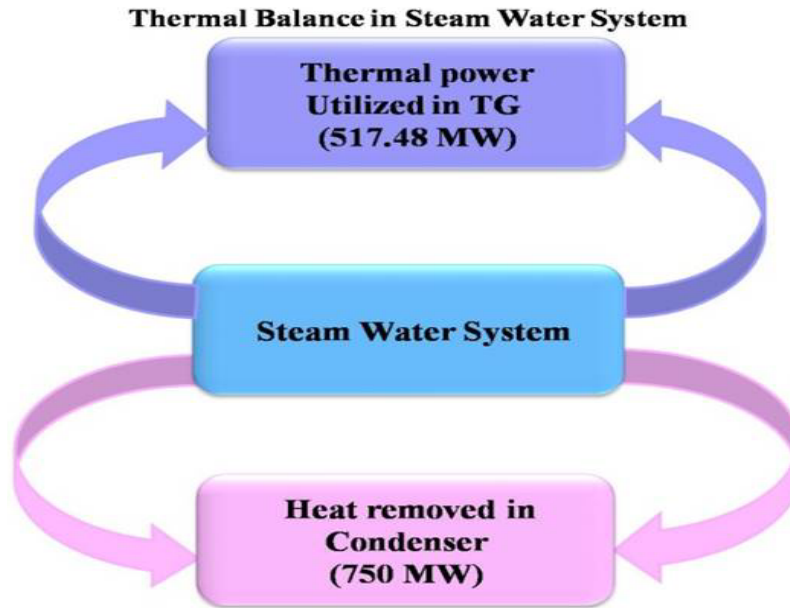 Thermal Balance in Steam Water System
Thermal power
Utilized in TG
(517.48 MW)
Steam Water System
Heat removed in
Condenser
(750 MW)